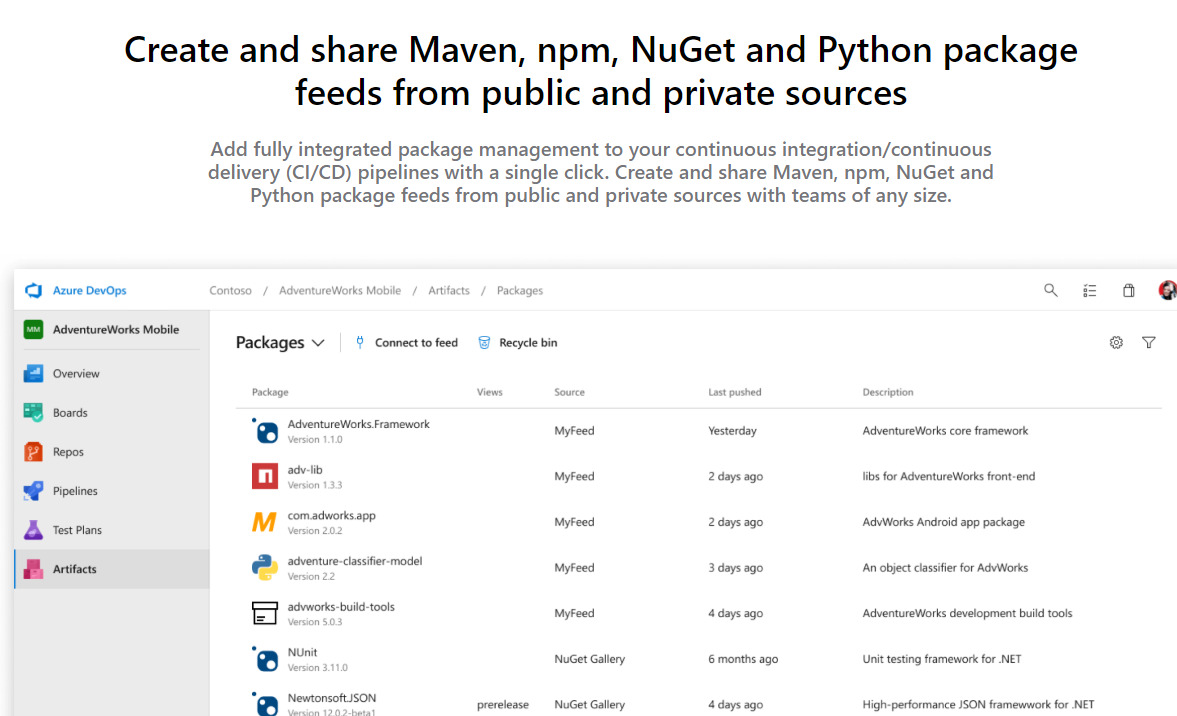 Create and share Maven, npm, NuGet and Python package
feeds from public and private sources
Add fully integrated package management to your continuous integration/continuous
delivery (CI/CD) pipelines with a single click. Create and share Maven, npm, NuGet and
Python package feeds from public and private sources with teams of any size.
Azure DevOps Contoso / AdventureWorks Mobile / Artifacts / Packages
MM AdventureWorks Mobile
Overview
Boards
Repos
Pipelines
Test Plans
Artifacts
Packages Connect to feed Recycle bin
Package Views Source Last pushed Description
AdventureWorks.Framework MyFeed Yesterday AdventureWorks core framework
Version 1.1.0
adv-lib MyFeed 2 days ago libs for AdventureWorks front-end
Version 1.3.3
com.adworks.app MyFeed 2 days ago AdvWorks Android app package
Version 2.0.2
adventure-classifier-model MyFeed 3 days ago An object classifier for AdvWorks
Version 2.2
advworks-build-tools MyFeed 4 days ago AdventureWorks development build tools
Version 5.0.3
NUnit NuGet Gallery 6 months ago Unit testing framework for .NET
Version 3.11.0
Newtonsoft.JSON prerelease NuGet Gallery 4 days ago High-performance JSON framewwork for .NET
Version 12.0.2-beta1